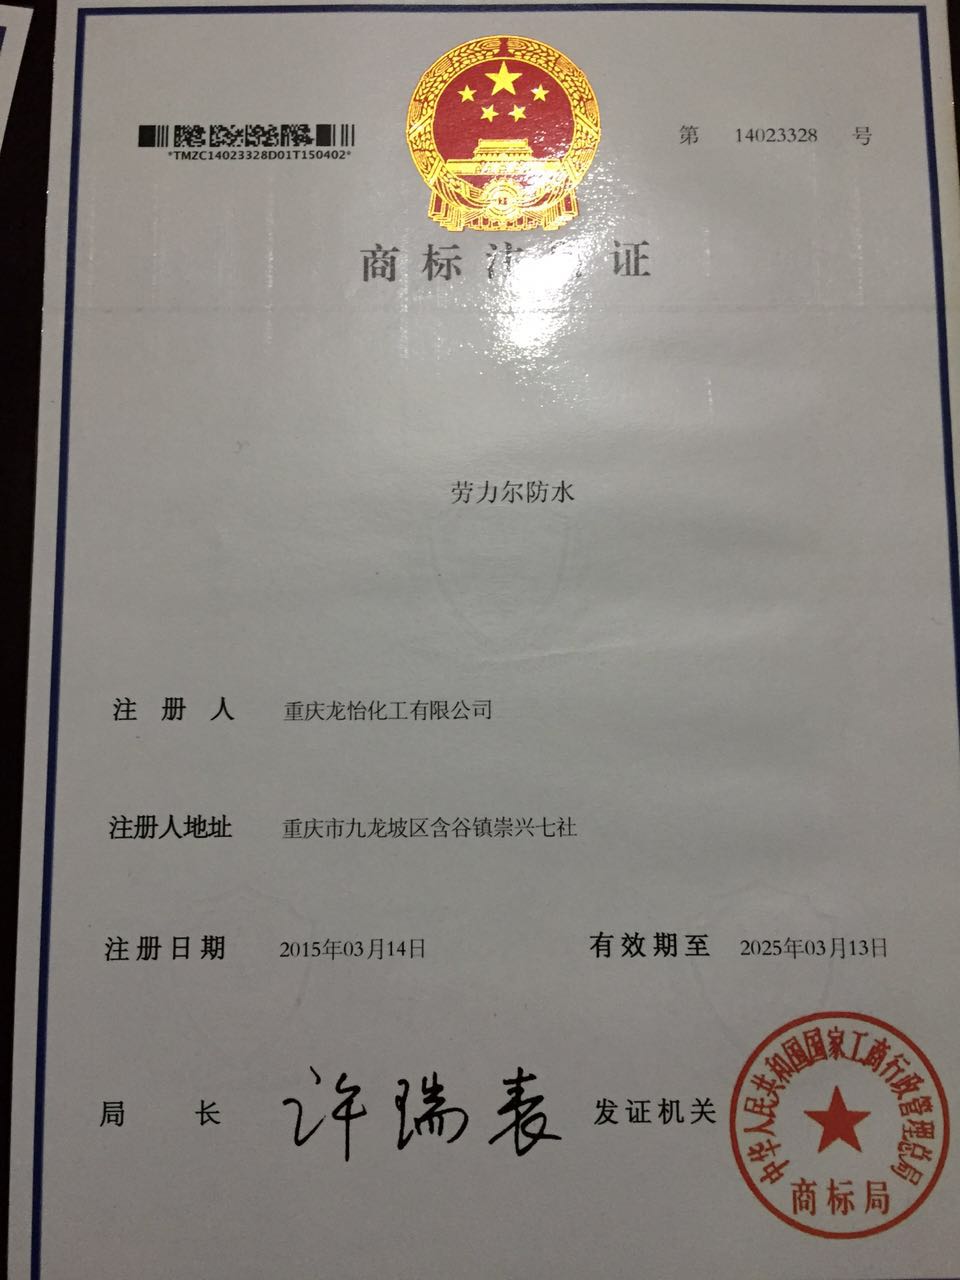 *TMZC14023328D01T150402*
第 14023328 号
商标注册证
劳力尔防水
注册人 重庆龙怡化工有限公司
注册人地址 重庆市九龙坡区含谷镇崇兴七社
注册日期 2015年03月14日 有效期至 2025年03月13日
局长 许瑞表 发证机关
中华人民共和国国家工商行政管理总局
商标局